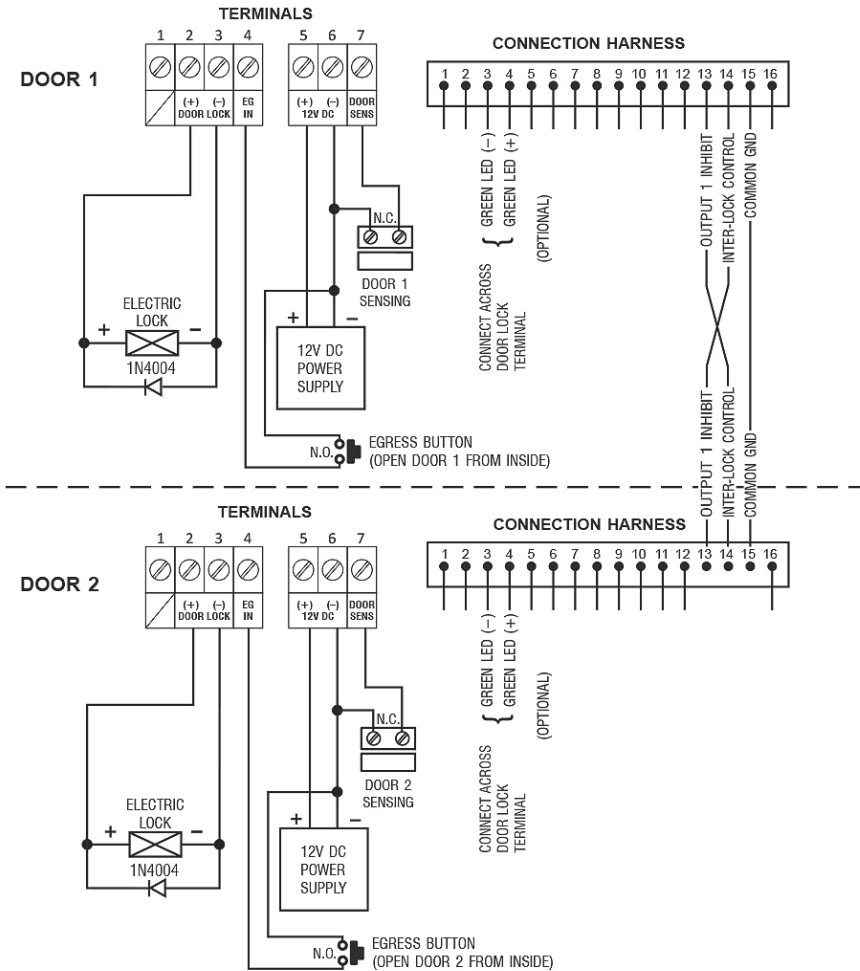 TERMINALS
1 2 3 4 5 6 7
DOOR 1
(+) (−) EG (+) (−) DOOR
DOOR LOCK IN 12V DC SENS
CONNECTION HARNESS
1 2 3 4 5 6 7 8 9 10 11 12 13 14 15 16
GREEN LED (−)
GREEN LED (+)
}
(OPTIONAL)
CONNECT ACROSS
DOOR LOCK
TERMINAL
OUTPUT 1 INHIBIT
INTER-LOCK CONTROL
COMMON GND
N.C.
DOOR 1
SENSING
ELECTRIC
LOCK
+ −
1N4004
+ −
12V DC
POWER
SUPPLY
N.O.
EGRESS BUTTON
(OPEN DOOR 1 FROM INSIDE)
OUTPUT 1 INHIBIT
INTER-LOCK CONTROL
COMMON GND
TERMINALS
1 2 3 4 5 6 7
DOOR 2
(+) (−) EG (+) (−) DOOR
DOOR LOCK IN 12V DC SENS
CONNECTION HARNESS
1 2 3 4 5 6 7 8 9 10 11 12 13 14 15 16
GREEN LED (−)
GREEN LED (+)
}
(OPTIONAL)
CONNECT ACROSS
DOOR LOCK
TERMINAL
N.C.
DOOR 2
SENSING
ELECTRIC
LOCK
+ −
1N4004
+ −
12V DC
POWER
SUPPLY
N.O.
EGRESS BUTTON
(OPEN DOOR 2 FROM INSIDE)